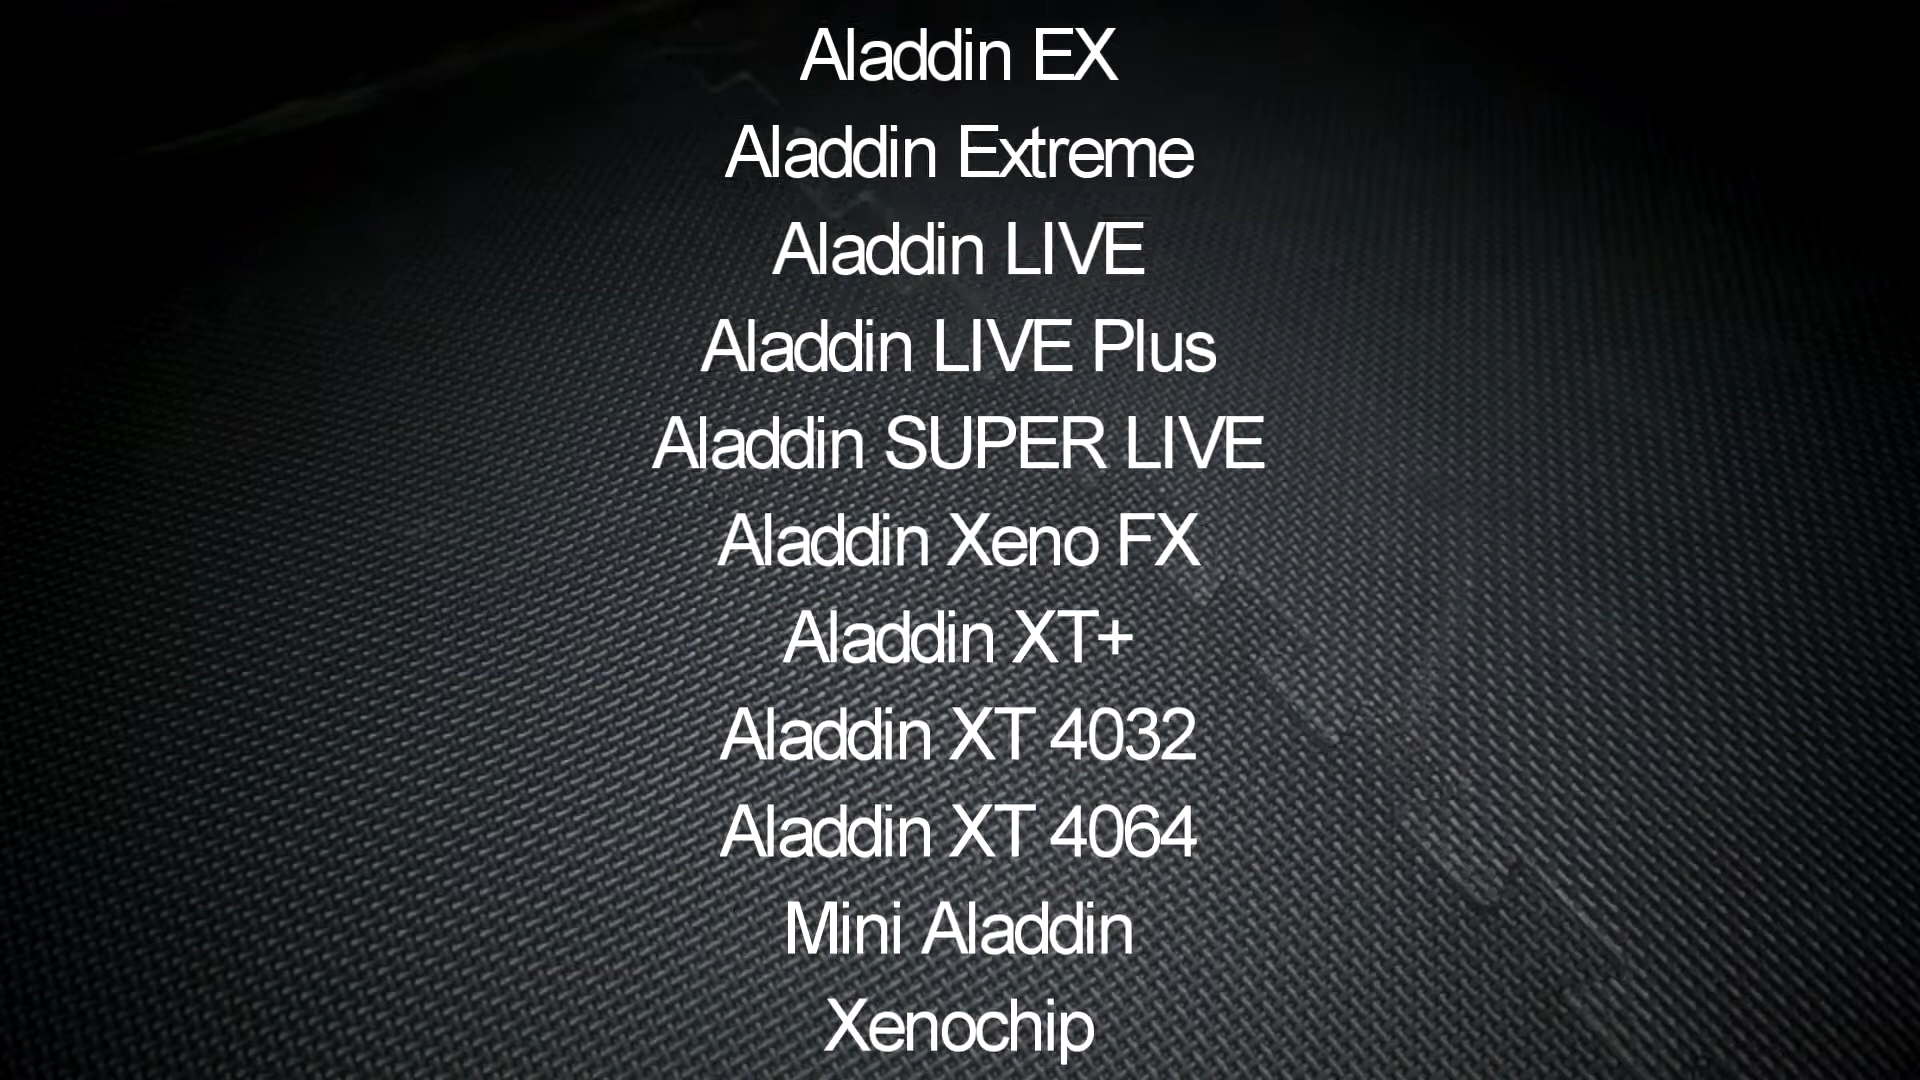 Aladdin EX
Aladdin Extreme
Aladdin LIVE
Aladdin LIVE Plus
Aladdin SUPER LIVE
Aladdin Xeno FX
Aladdin XT+
Aladdin XT 4032
Aladdin XT 4064
Mini Aladdin
Xenochip